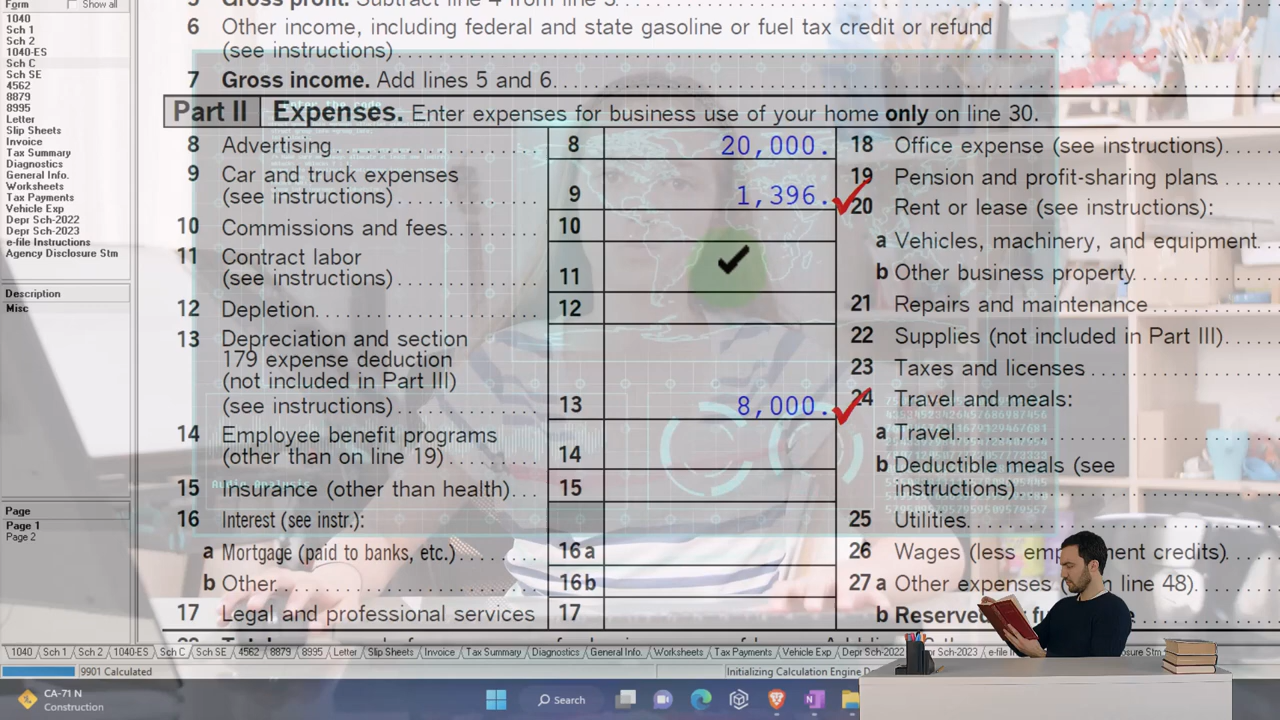 Form
Show all
1040
Sch 1
Sch 2
1040-ES
Sch C
Sch SE
4562
8879
8995
Letter
Slip Sheets
Invoice
Tax Summary
Diagnostics
General Info.
Worksheets
Tax Payments
Vehicle Exp
Depr Sch-2022
Depr Sch-2023
e-file Instructions
Agency Disclosure Stm
Description
Misc
Page
Page 1
Page 2
5 Gross profit. Subtract line 4 from line 3
6 Other income, including federal and state gasoline or fuel tax credit or refund
(see instructions)
7 Gross income. Add lines 5 and 6
Part II Expenses. Enter expenses for business use of your home only on line 30.
8 Advertising 8 20,000.
9 Car and truck expenses
(see instructions) 9 1,396.
10 Commissions and fees 10
11 Contract labor
(see instructions) 11
12 Depletion 12
13 Depreciation and section
179 expense deduction
(not included in Part III)
(see instructions) 13 8,000.
14 Employee benefit programs
(other than on line 19) 14
15 Insurance (other than health) 15
16 Interest (see instr.):
a Mortgage (paid to banks, etc.) 16a
b Other 16b
17 Legal and professional services 17
18 Office expense (see instructions)
19 Pension and profit-sharing plans
20 Rent or lease (see instructions):
a Vehicles, machinery, and equipment
b Other business property
21 Repairs and maintenance
22 Supplies (not included in Part III)
23 Taxes and licenses
24 Travel and meals:
a Travel
b Deductible meals (see
instructions)
25 Utilities
26 Wages (less emp ment credits)
27 a Other expenses ( line 48)
b Reserved
1040 Sch 1 Sch 2 1040-ES Sch C Sch SE 4562 8879 8995 Letter Slip Sheets Invoice Tax Summary Diagnostics General Info. Worksheets Tax Payments Vehicle Exp Depr Sch-2022 Depr Sch-2023
9901 Calculated
Initializing Calculation Engine
CA-71 N
Construction
Search